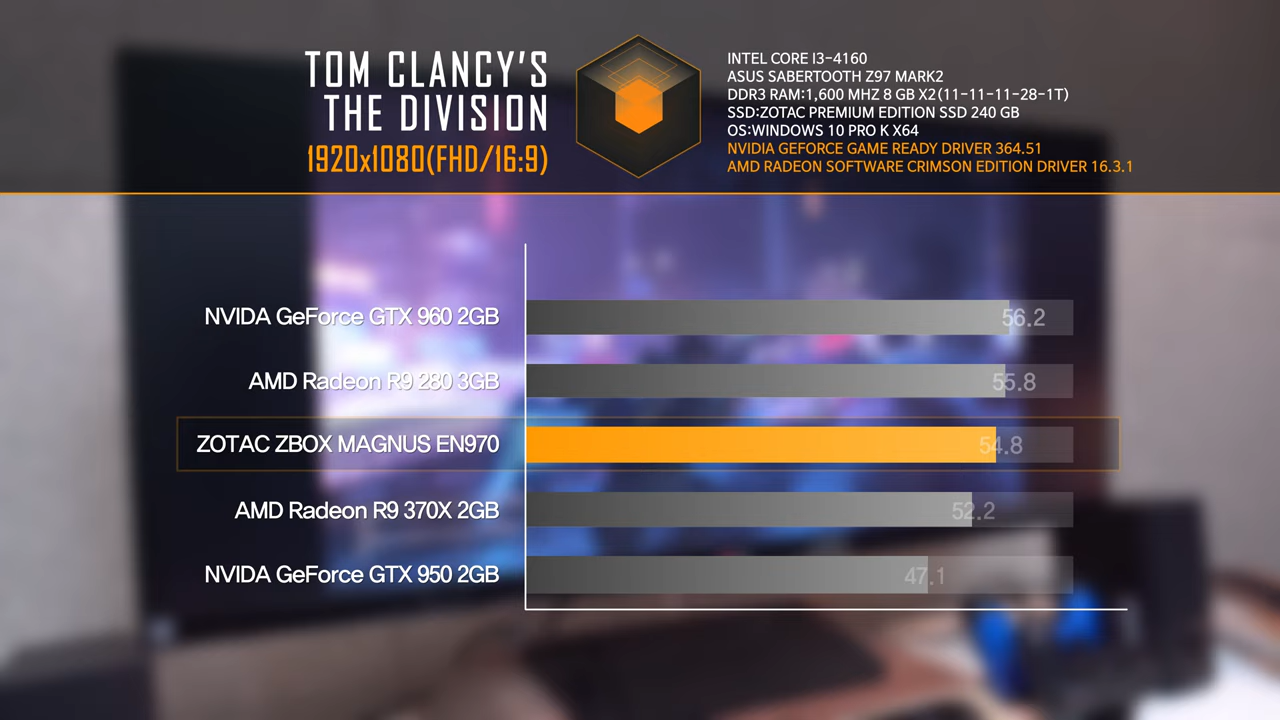 TOM CLANCY'S
THE DIVISION
1920x1080(FHD/16:9)
INTEL CORE I3-4160
ASUS SABERTOOTH Z97 MARK2
DDR3 RAM:1,600 MHZ 8 GB X2(11-11-11-28-1T)
SSD:ZOTAC PREMIUM EDITION SSD 240 GB
OS:WINDOWS 10 PRO K X64
NVIDIA GEFORCE GAME READY DRIVER 364.51
AMD RADEON SOFTWARE CRIMSON EDITION DRIVER 16.3.1
NVIDA GeForce GTX 960 2GB 56.2
AMD Radeon R9 280 3GB 55.8
ZOTAC ZBOX MAGNUS EN970 54.8
AMD Radeon R9 370X 2GB 52.2
NVIDA GeForce GTX 950 2GB 47.1